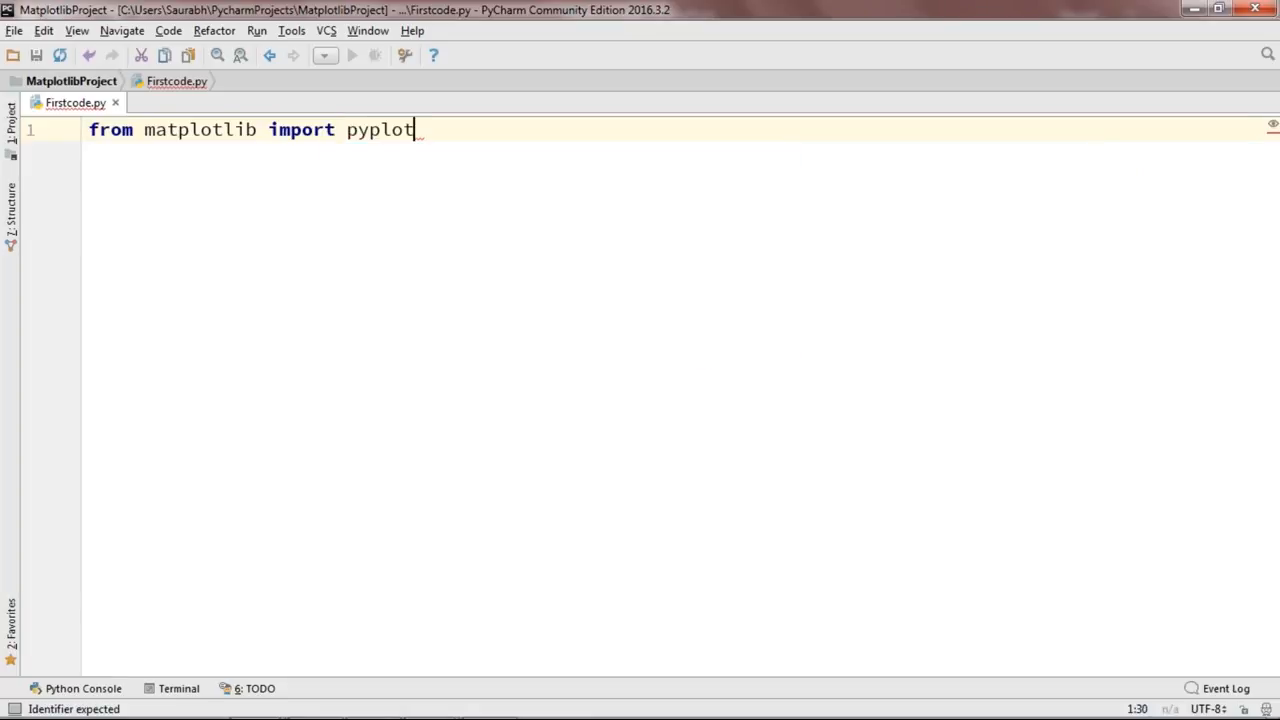 MatplotlibProject - [C:\Users\Saurabh\PycharmProjects\MatplotlibProject] - ...\Firstcode.py - PyCharm Community Edition 2016.3.2
File Edit View Navigate Code Refactor Run Tools VCS Window Help
MatplotlibProject Firstcode.py
Firstcode.py
1 from matplotlib import pyplot
1: Project
7: Structure
2: Favorites
Python Console Terminal 6: TODO Event Log
Identifier expected 1:30 n/a UTF-8